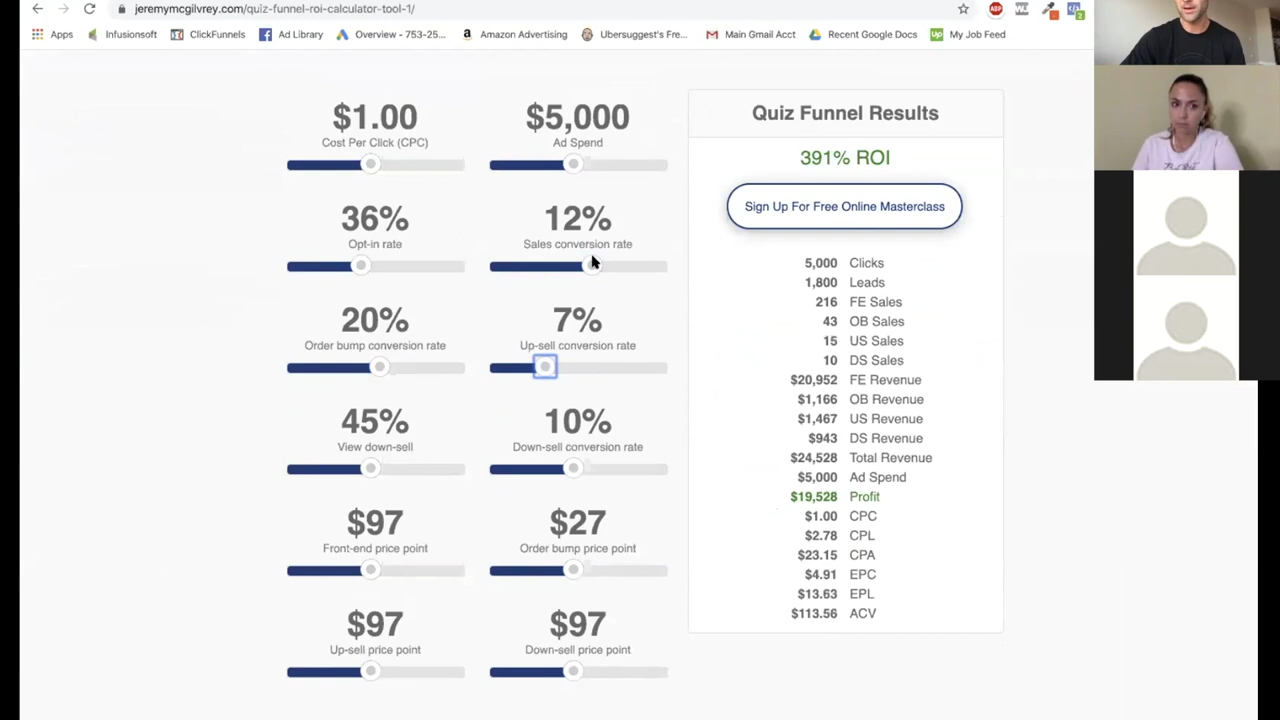 jeremymcgilvrey.com/quiz-funnel-roi-calculator-tool-1/
Apps Infusionsoft ClickFunnels Ad Library Overview - 753-25... Amazon Advertising Ubersuggest's Fre... Main Gmail Acct Recent Google Docs My Job Feed
$1.00
Cost Per Click (CPC)
$5,000
Ad Spend
36%
Opt-in rate
12%
Sales conversion rate
20%
Order bump conversion rate
7%
Up-sell conversion rate
45%
View down-sell
10%
Down-sell conversion rate
$97
Front-end price point
$27
Order bump price point
$97
Up-sell price point
$97
Down-sell price point
Quiz Funnel Results
391% ROI
Sign Up For Free Online Masterclass
5,000 Clicks
1,800 Leads
216 FE Sales
43 OB Sales
15 US Sales
10 DS Sales
$20,952 FE Revenue
$1,166 OB Revenue
$1,467 US Revenue
$943 DS Revenue
$24,528 Total Revenue
$5,000 Ad Spend
$19,528 Profit
$1.00 CPC
$2.78 CPL
$23.15 CPA
$4.91 EPC
$13.63 EPL
$113.56 ACV